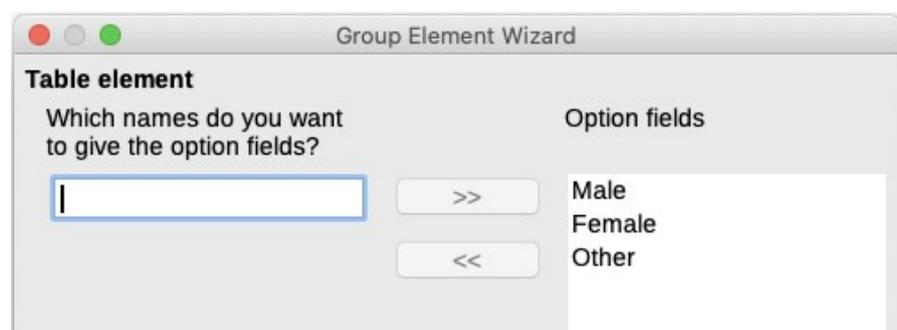 Group Element Wizard
Table element
Which names do you want
to give the option fields?
Option fields
>>
<<
Male
Female
Other